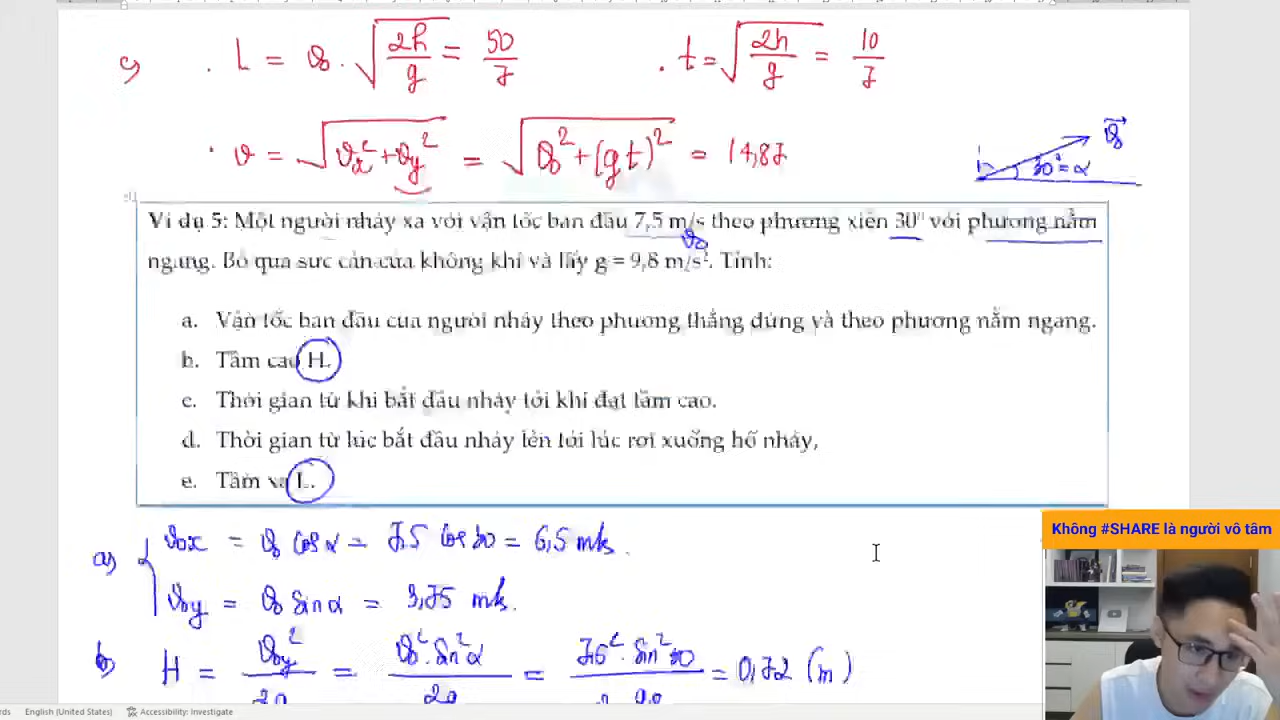 c) . L = v₀ . √(2h/g) = 50/7 . t = √(2h/g) = 10/7
. v = √(vₓ² + v_y²) = √(v₀² + (gt)²) = 14,87
v₀
30° = α
Ví dụ 5: Một người nhảy xa với vận tốc ban đầu 7,5 m/s theo phương xiên 30° với phương nằm
v₀
ngang. Bỏ qua sức cản của không khí và lấy g = 9,8 m/s². Tính:
a. Vận tốc ban đầu của người nhảy theo phương thẳng đứng và theo phương nằm ngang.
b. Tầm cao H.
c. Thời gian từ khi bắt đầu nhảy tới khi đạt tầm cao.
d. Thời gian từ lúc bắt đầu nhảy lên tới lúc rơi xuống hố nhảy,
e. Tầm xa L.
Không #SHARE là người vô tâm
a) v₀ₓ = v₀ cos α = 7,5 cos 30 = 6,5 m/s.
v₀y = v₀ sin α = 3,75 m/s.
b) H = v₀y²/2g = v₀².sin²α/2g = 7,5².sin²30/ = 0,72 (m)
English (United States) Accessibility: Investigate